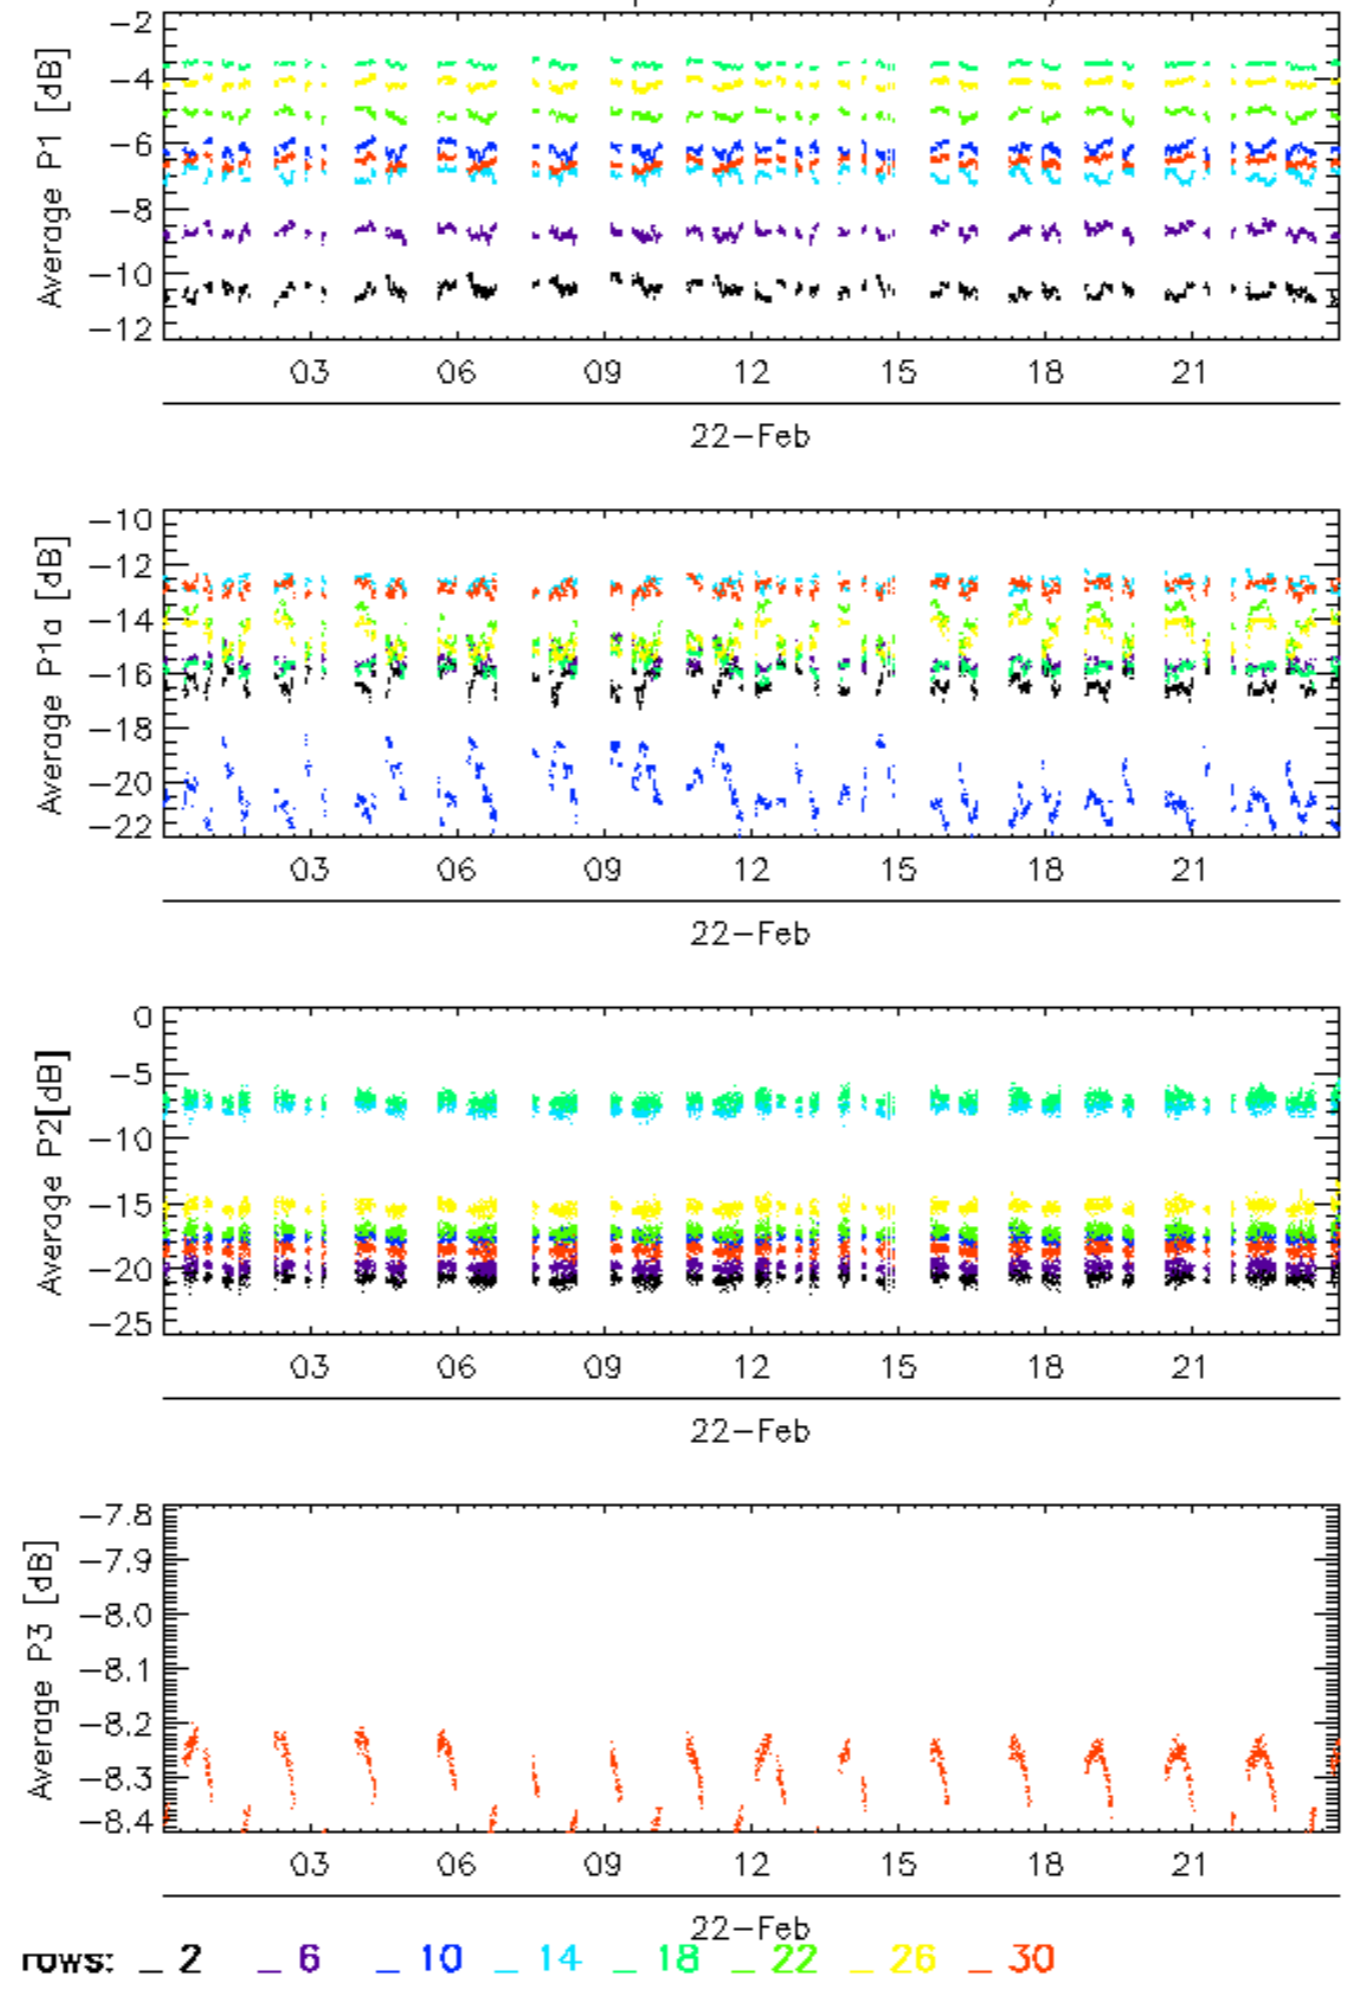 -2
-4
-6
-8
-10
-12
Average P1 [dB]
03 06 09 12 15 18 21
22-Feb
-10
-12
-14
-16
-18
-20
-22
Average P1a [dB]
03 06 09 12 15 18 21
22-Feb
0
-5
-10
-15
-20
-25
Average P2[dB]
03 06 09 12 15 18 21
22-Feb
-7.8
-7.9
-8.0
-8.1
-8.2
-8.3
-8.4
Average P3 [dB]
03 06 09 12 15 18 21
22-Feb
rows: _ 2 _ 6 _ 10 _ 14 _ 18 _ 22 _ 26 _ 30